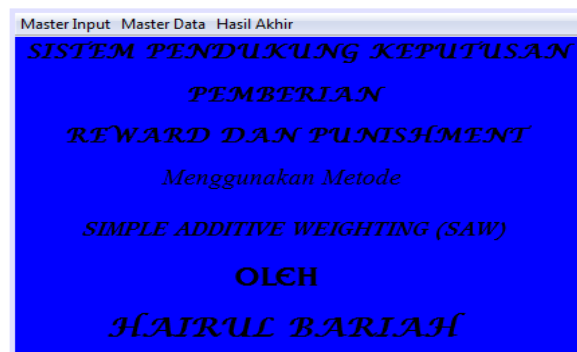 Master Input Master Data Hasil Akhir
SISTEM PENDUKUNG KEPUTUSAN
PEMBERIAN
REWARD DAN PUNISHMENT
Menggunakan Metode
SIMPLE ADDITIVE WEIGHTING (SAW)
OLEH
HAIRUL BARIAH